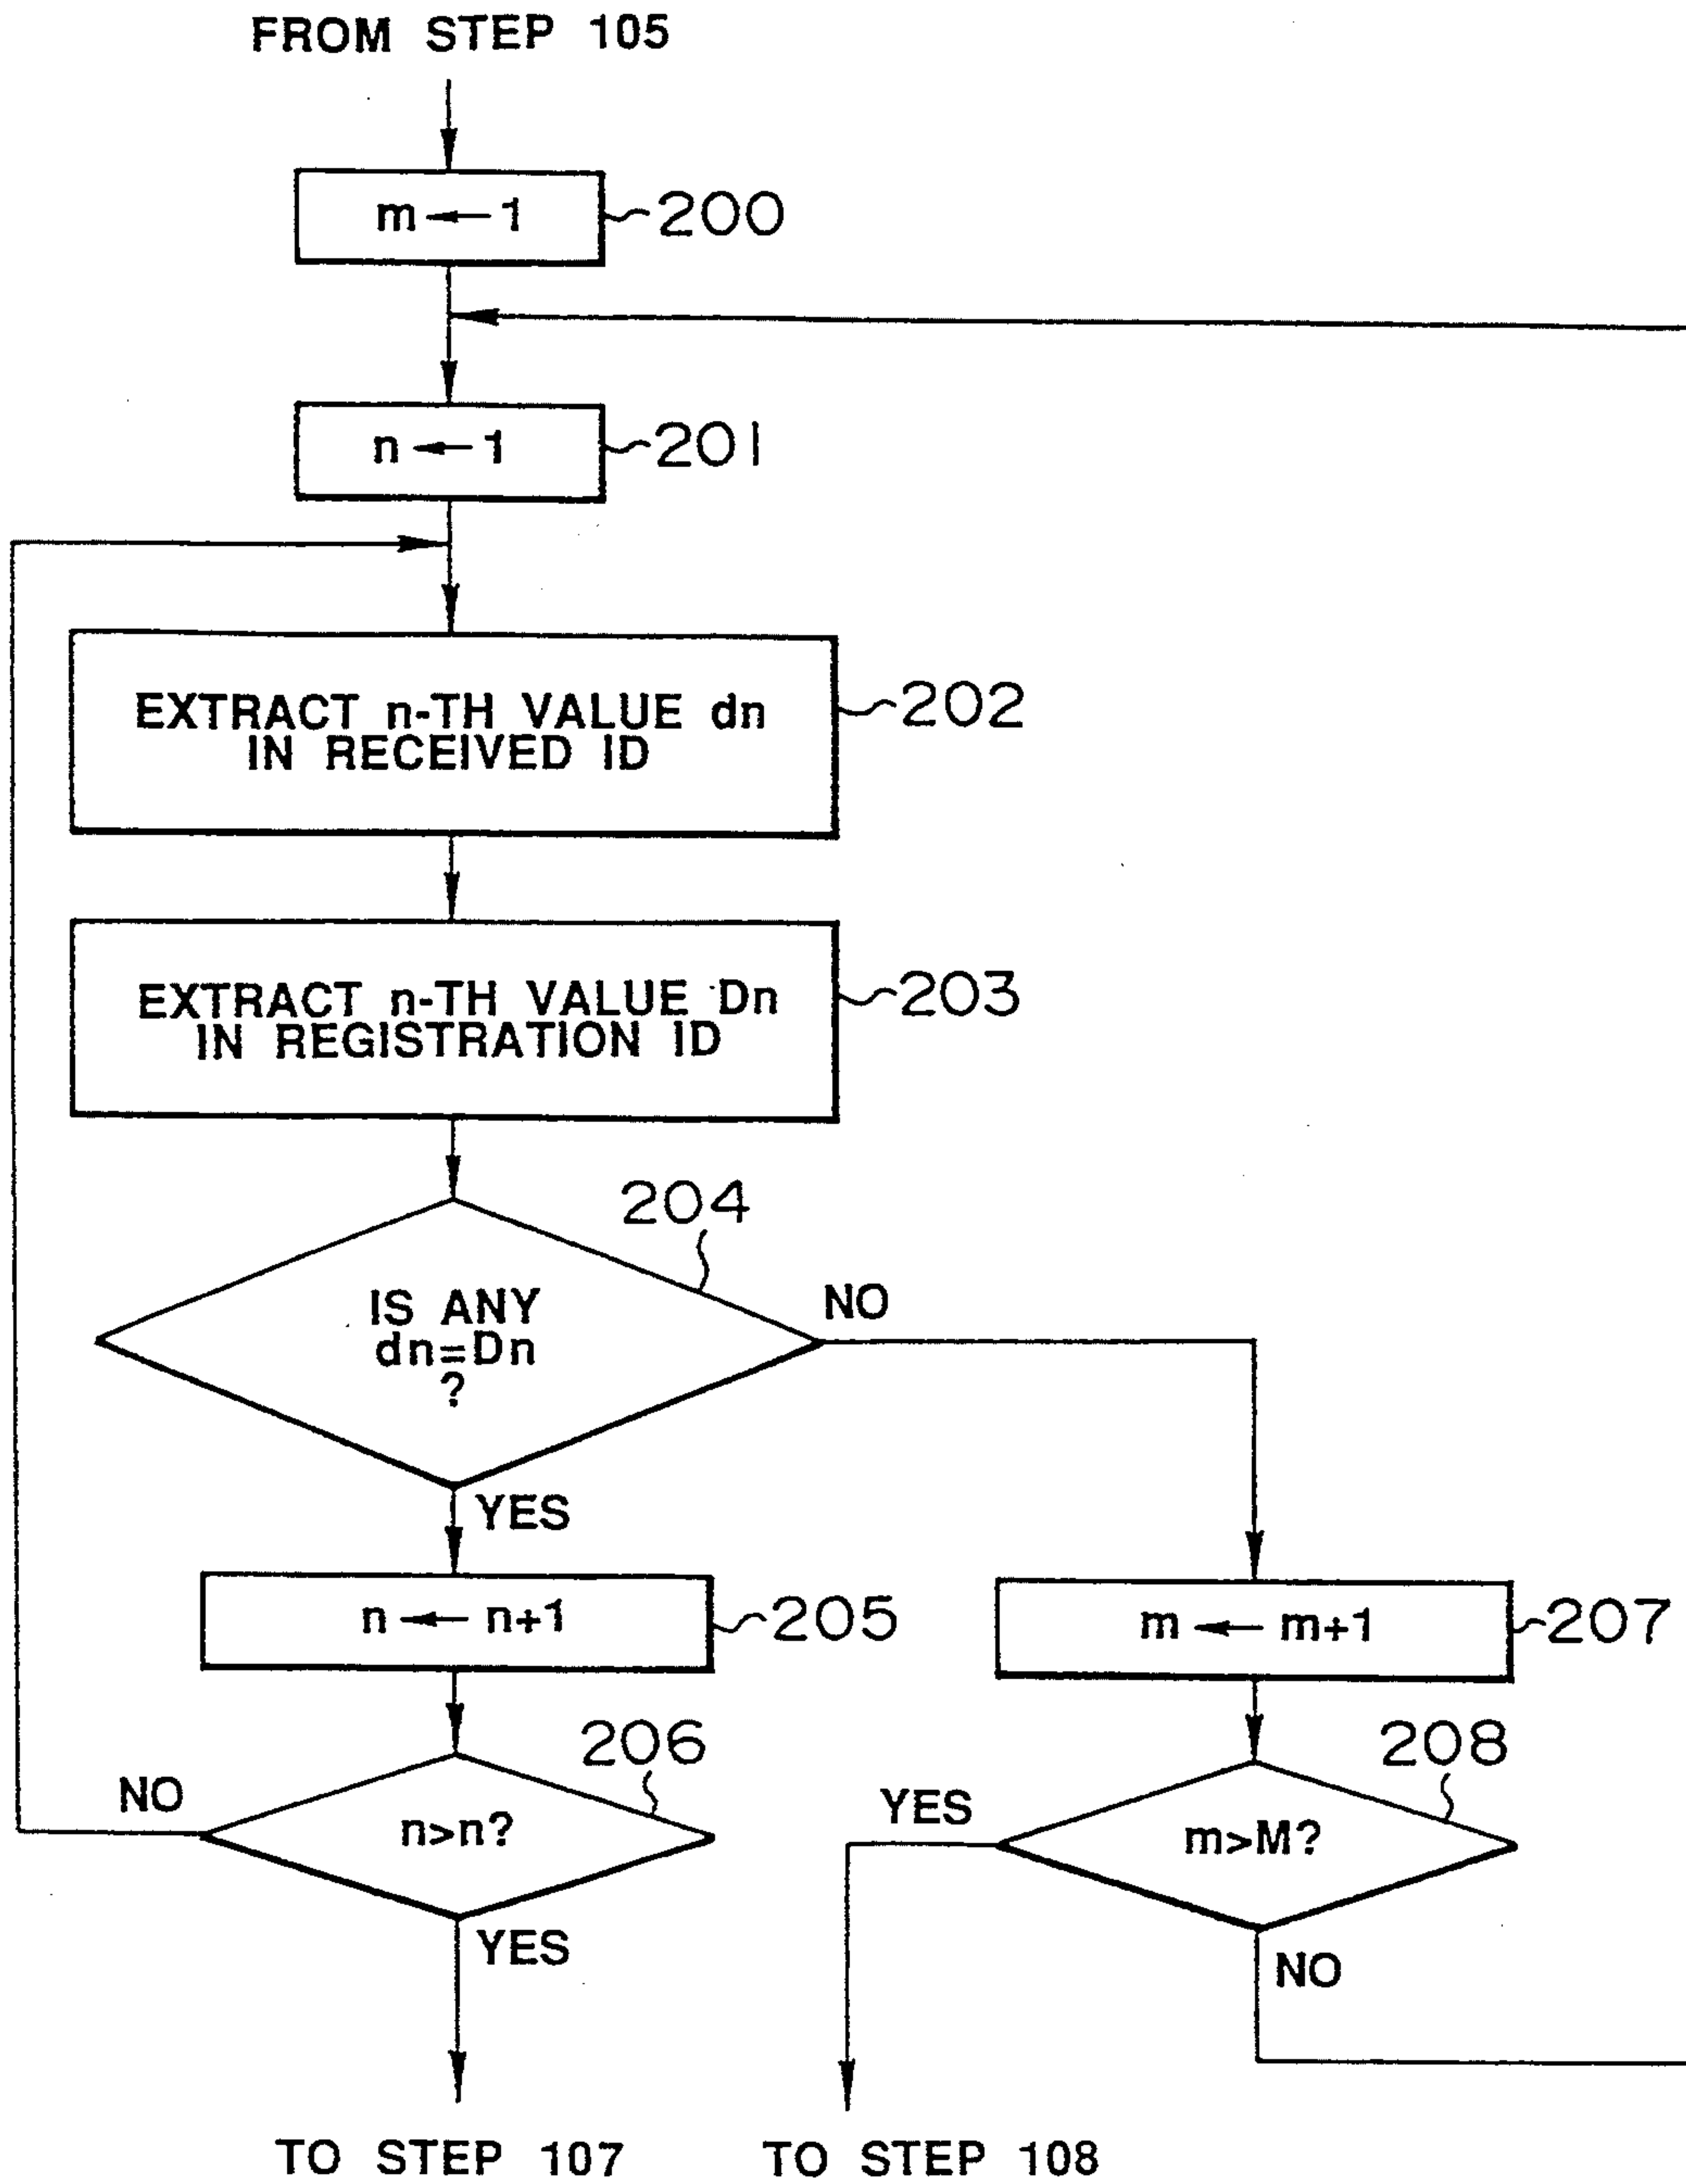 FROM STEP 105
m ← 1
200
n ← 1
201
EXTRACT n-TH VALUE dn
IN RECEIVED ID
202
EXTRACT n-TH VALUE Dn
IN REGISTRATION ID
203
204
IS ANY
dn=Dn
?
NO
YES
n ← n+1
205
m ← m+1
207
206
n>n?
NO
YES
208
m>M?
YES
NO
TO STEP 107
TO STEP 108